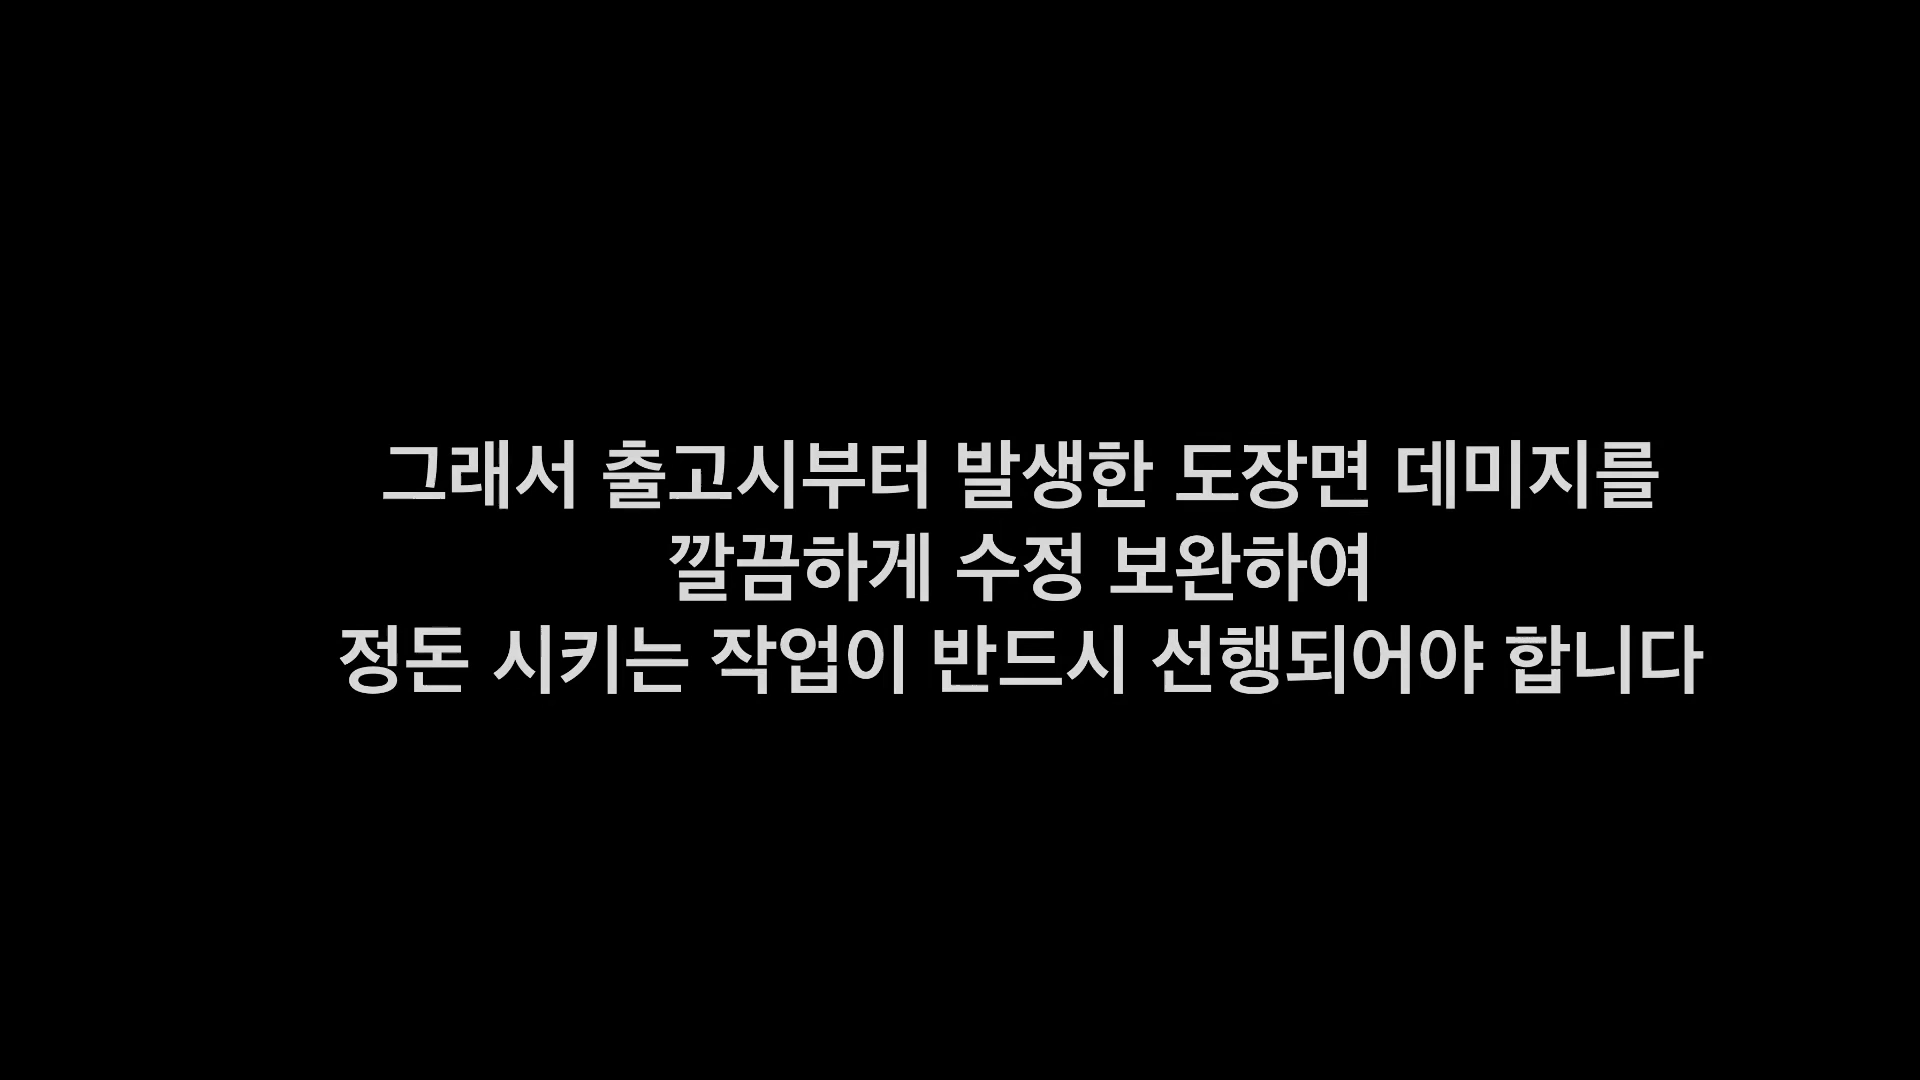 그래서 출고시부터 발생한 도장면 데미지를
깔끔하게 수정 보완하여
정돈 시키는 작업이 반드시 선행되어야 합니다